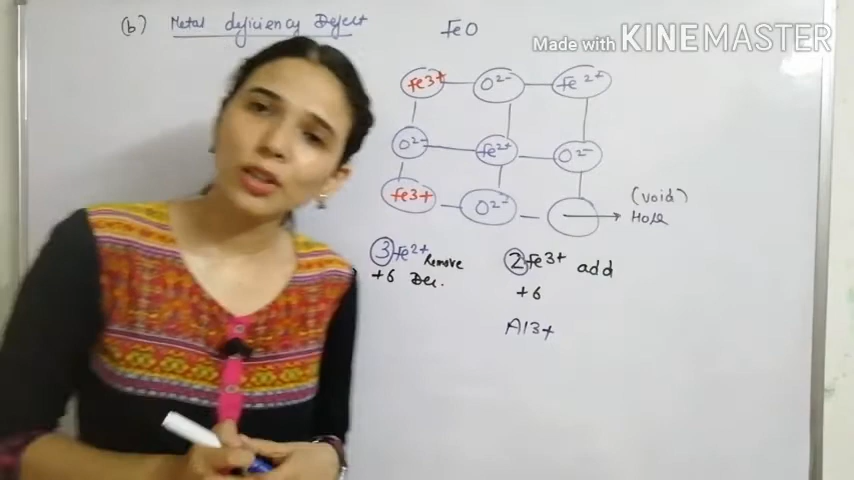 (b) Metal deficiency Defect FeO
Made with KINEMASTER
Fe3+ O2- Fe2+
O2- Fe2+ O2-
Fe3+ O2-
(void)
Hole
3 Fe2+ Remove
+6 Dec.
2 Fe3+ add
+6
Al3+